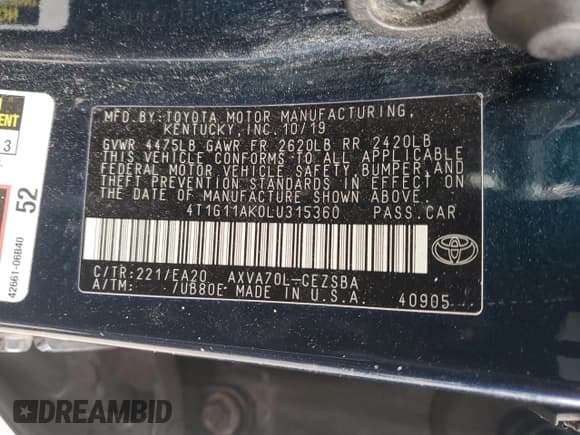 MFD.BY:TOYOTA MOTOR MANUFACTURING,
KENTUCKY,INC.10/19
GVWR 4475LB GAWR FR 2620LB RR 2420LB
THIS VEHICLE CONFORMS TO ALL APPLICABLE
FEDERAL MOTOR VEHICLE SAFETY,BUMPER,AND
THEFT PREVENTION STANDARDS IN EFFECT ON
THE DATE OF MANUFACTURE SHOWN ABOVE.
4T1G11AK0LU315360 PASS.CAR
C/TR:221/EA20 AXVA70L-CEZSBA
A/TM: /UB80E MADE IN U.S.A. 40905
3
52
42661-06B40
DREAMBID